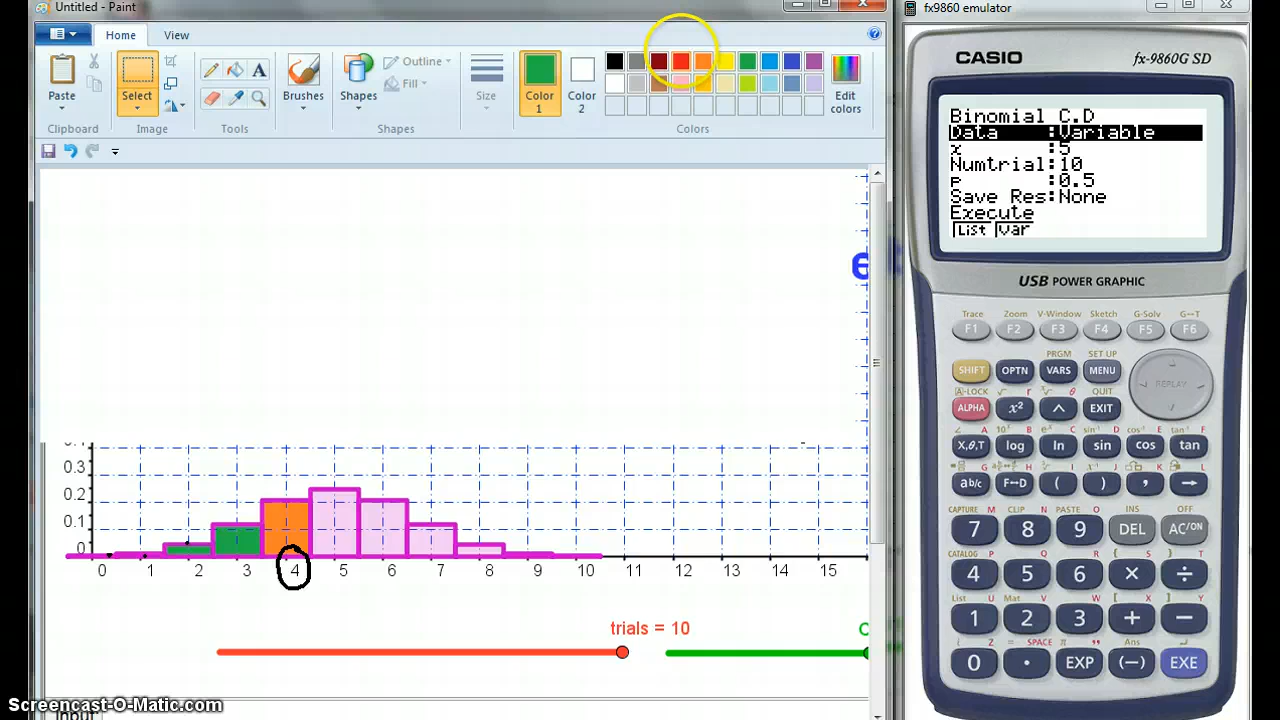 Untitled - Paint
Home View
Paste
Select
Brushes
Shapes
Outline
Fill
Size
Color 1
Color 2
Edit colors
Clipboard Image Tools Shapes Colors
0.3
0.2
0.1
0
0 1 2 3 4 5 6 7 8 9 10 11 12 13 14 15
trials = 10
Screencast-O-Matic.com
fx9860 emulator
CASIO fx-9860G SD
Binomial C.D
Data :Variable
x :5
Numtrial:10
p :0.5
Save Res:None
Execute
List Var
USB POWER GRAPHIC
Trace Zoom V-Window Sketch G-Solv G↔T
F1 F2 F3 F4 F5 F6
PRGM SET UP
SHIFT OPTN VARS MENU REPLAY
A-LOCK QUIT
ALPHA x² ^ EXIT
X,θ,T log ln sin cos tan
a b/c F↔D ( ) , →
CAPTURE CLIP PASTE INS OFF
7 8 9 DEL AC/ON
CATALOG
4 5 6 × ÷
List Mat
1 2 3 + −
SPACE Ans
0 . EXP (−) EXE